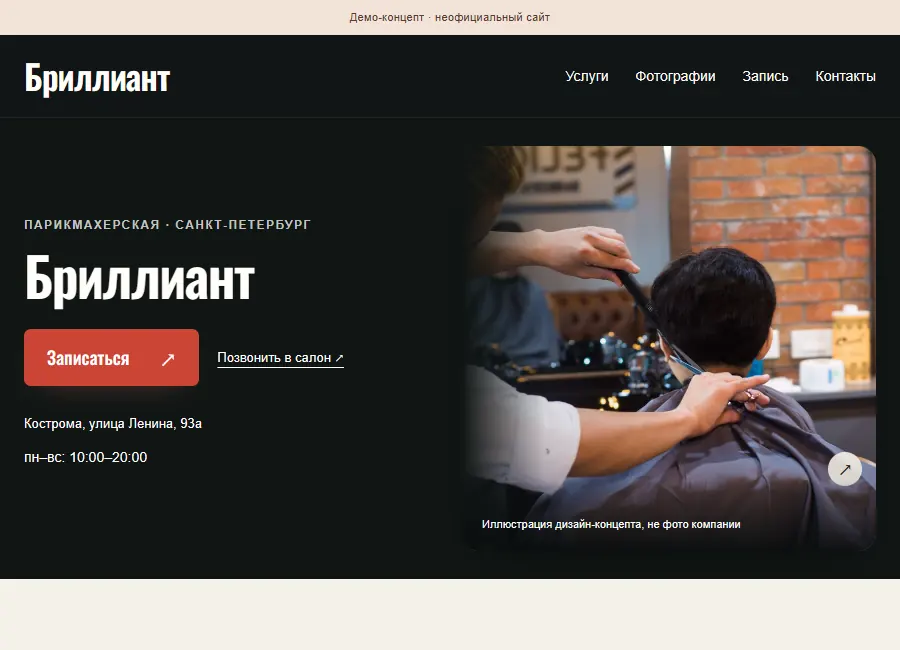 Демо-концепт · неофициальный сайт
Бриллиант
Услуги Фотографии Запись Контакты
ПАРИКМАХЕРСКАЯ · САНКТ-ПЕТЕРБУРГ
Бриллиант
Записаться ↗
Позвонить в салон ↗
Кострома, улица Ленина, 93а
пн–вс: 10:00–20:00
Иллюстрация дизайн-концепта, не фото компании